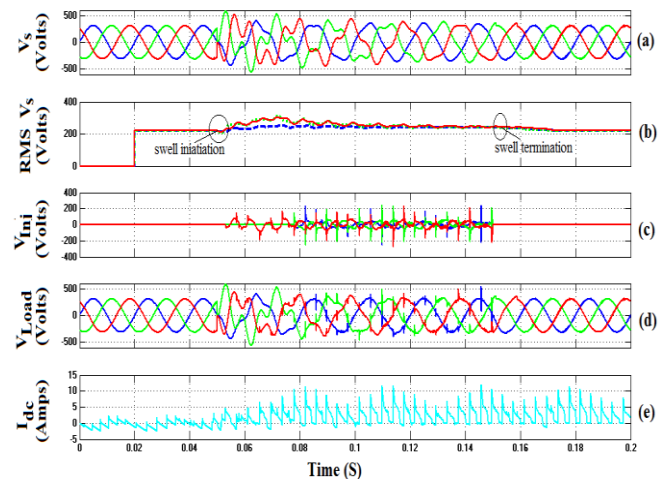 600
0
-500
Vs
(Volts)
(a)
400
200
0
RMS Vs
(Volts)
swell iniatiation
swell termination
(b)
400
200
0
-200
-400
VInj
(Volts)
(c)
500
0
-500
VLoad
(Volts)
(d)
15
10
5
0
5
Idc
(Amps)
(e)
0 0.02 0.04 0.06 0.08 0.1 0.12 0.14 0.16 0.18 0.2
Time (S)